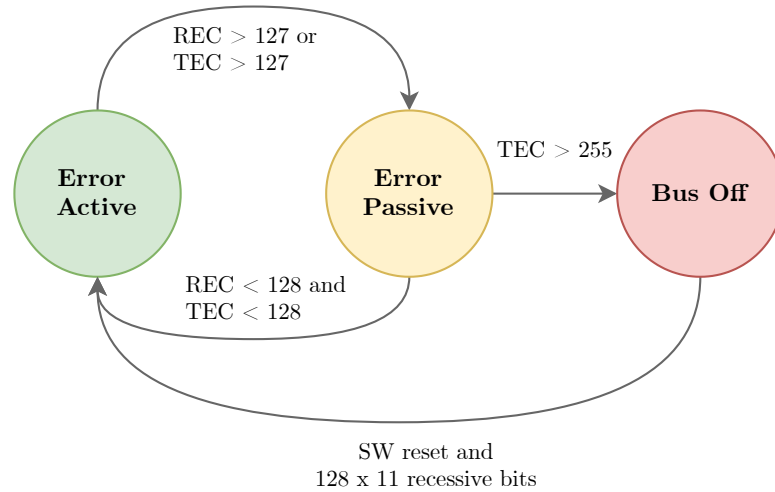 REC > 127 or
TEC > 127
Error
Active
Error
Passive
TEC > 255
Bus Off
REC < 128 and
TEC < 128
SW reset and
128 x 11 recessive bits